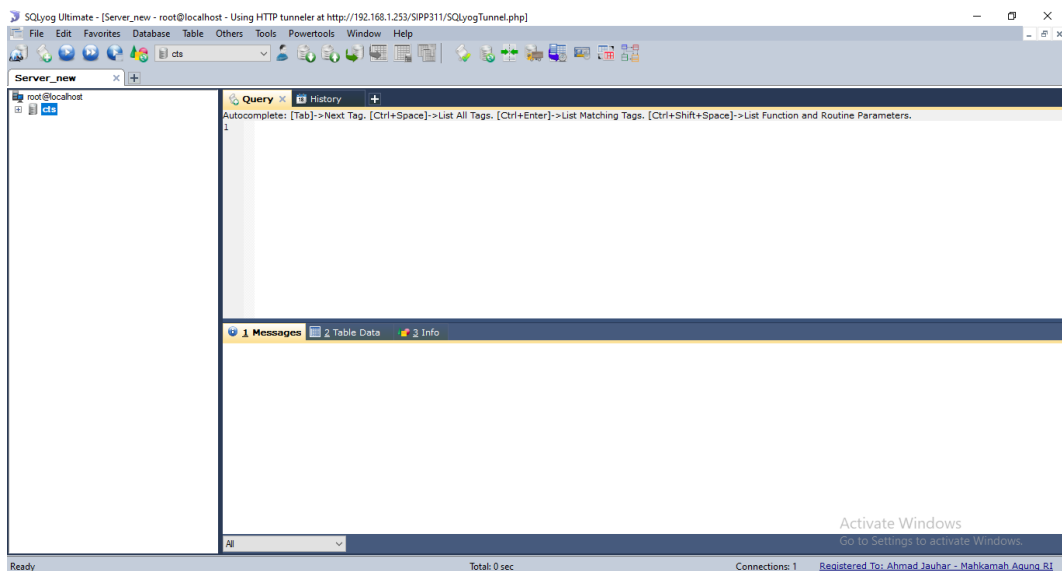 SQLyog Ultimate - [Server_new - root@localhost - Using HTTP tunneler at http://192.168.1.253/SIPP311/SQLyogTunnel.php]
File Edit Favorites Database Table Others Tools Powertools Window Help
cts
Server_new
root@localhost
cts
Query History
Autocomplete: [Tab]->Next Tag. [Ctrl+Space]->List All Tags. [Ctrl+Enter]->List Matching Tags. [Ctrl+Shift+Space]->List Function and Routine Parameters.
1
1 Messages 2 Table Data 3 Info
Activate Windows
Go to Settings to activate Windows.
All
Ready Total: 0 sec Connections: 1 Registered To: Ahmad Jauhar - Mahkamah Agung RI